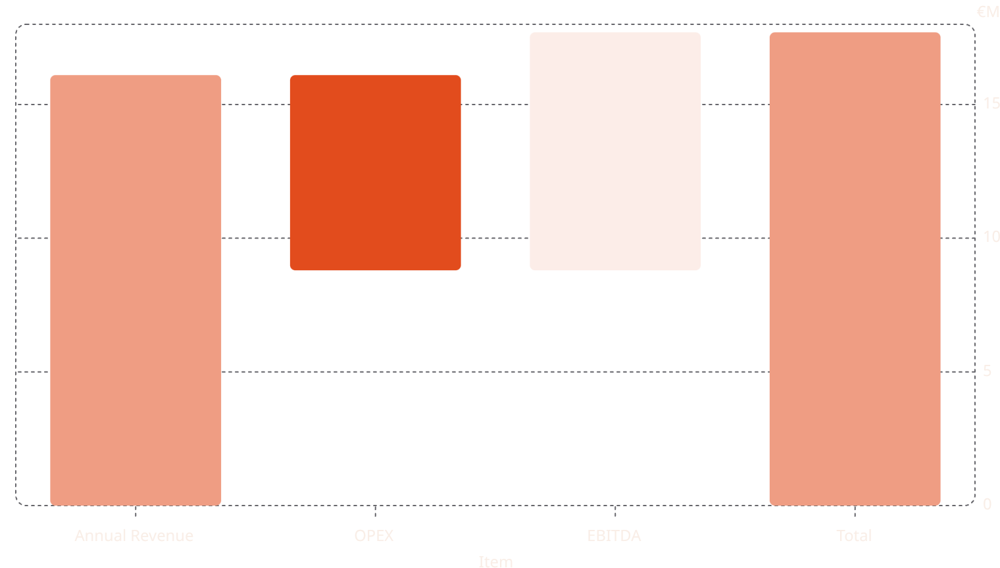 €M
15
10
5
0
Annual Revenue OPEX EBITDA Total
Item